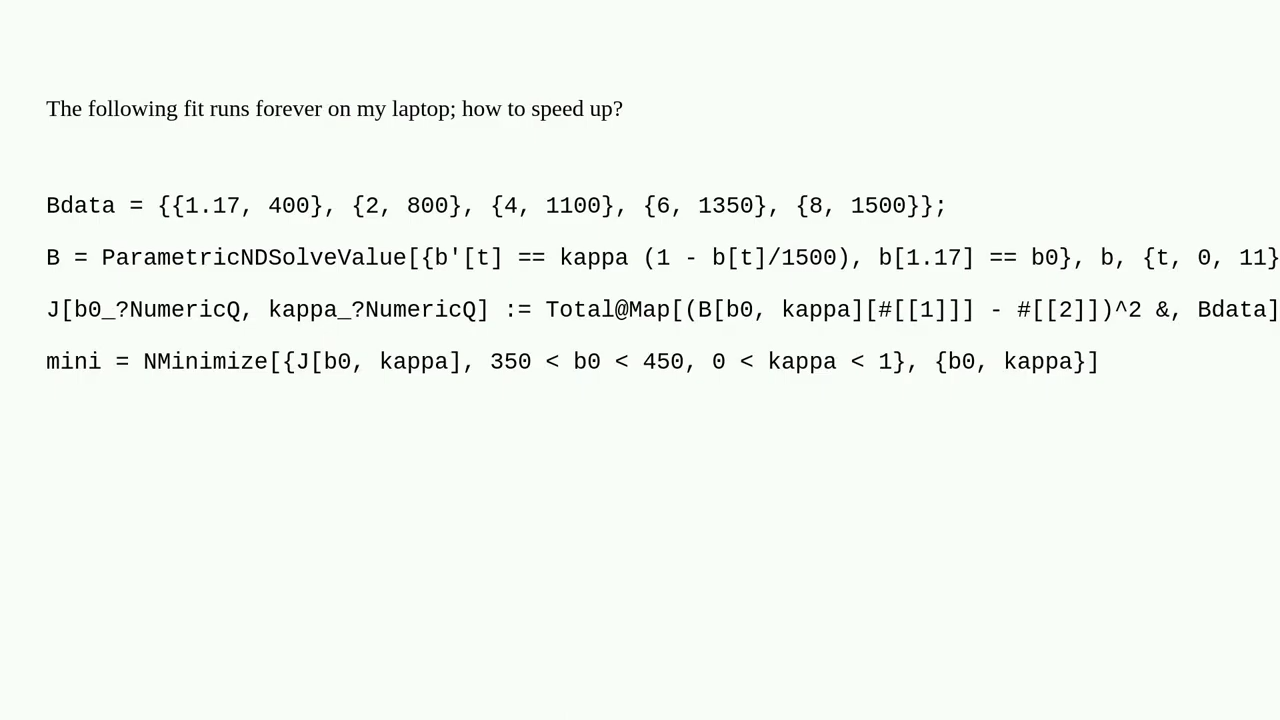 The following fit runs forever on my laptop; how to speed up?
Bdata = {{1.17, 400}, {2, 800}, {4, 1100}, {6, 1350}, {8, 1500}};
B = ParametricNDSolveValue[{b'[t] == kappa (1 - b[t]/1500), b[1.17] == b0}, b, {t, 0, 11}
J[b0_?NumericQ, kappa_?NumericQ] := Total@Map[(B[b0, kappa][#[[1]]] - #[[2]])^2 &, Bdata]
mini = NMinimize[{J[b0, kappa], 350 < b0 < 450, 0 < kappa < 1}, {b0, kappa}]